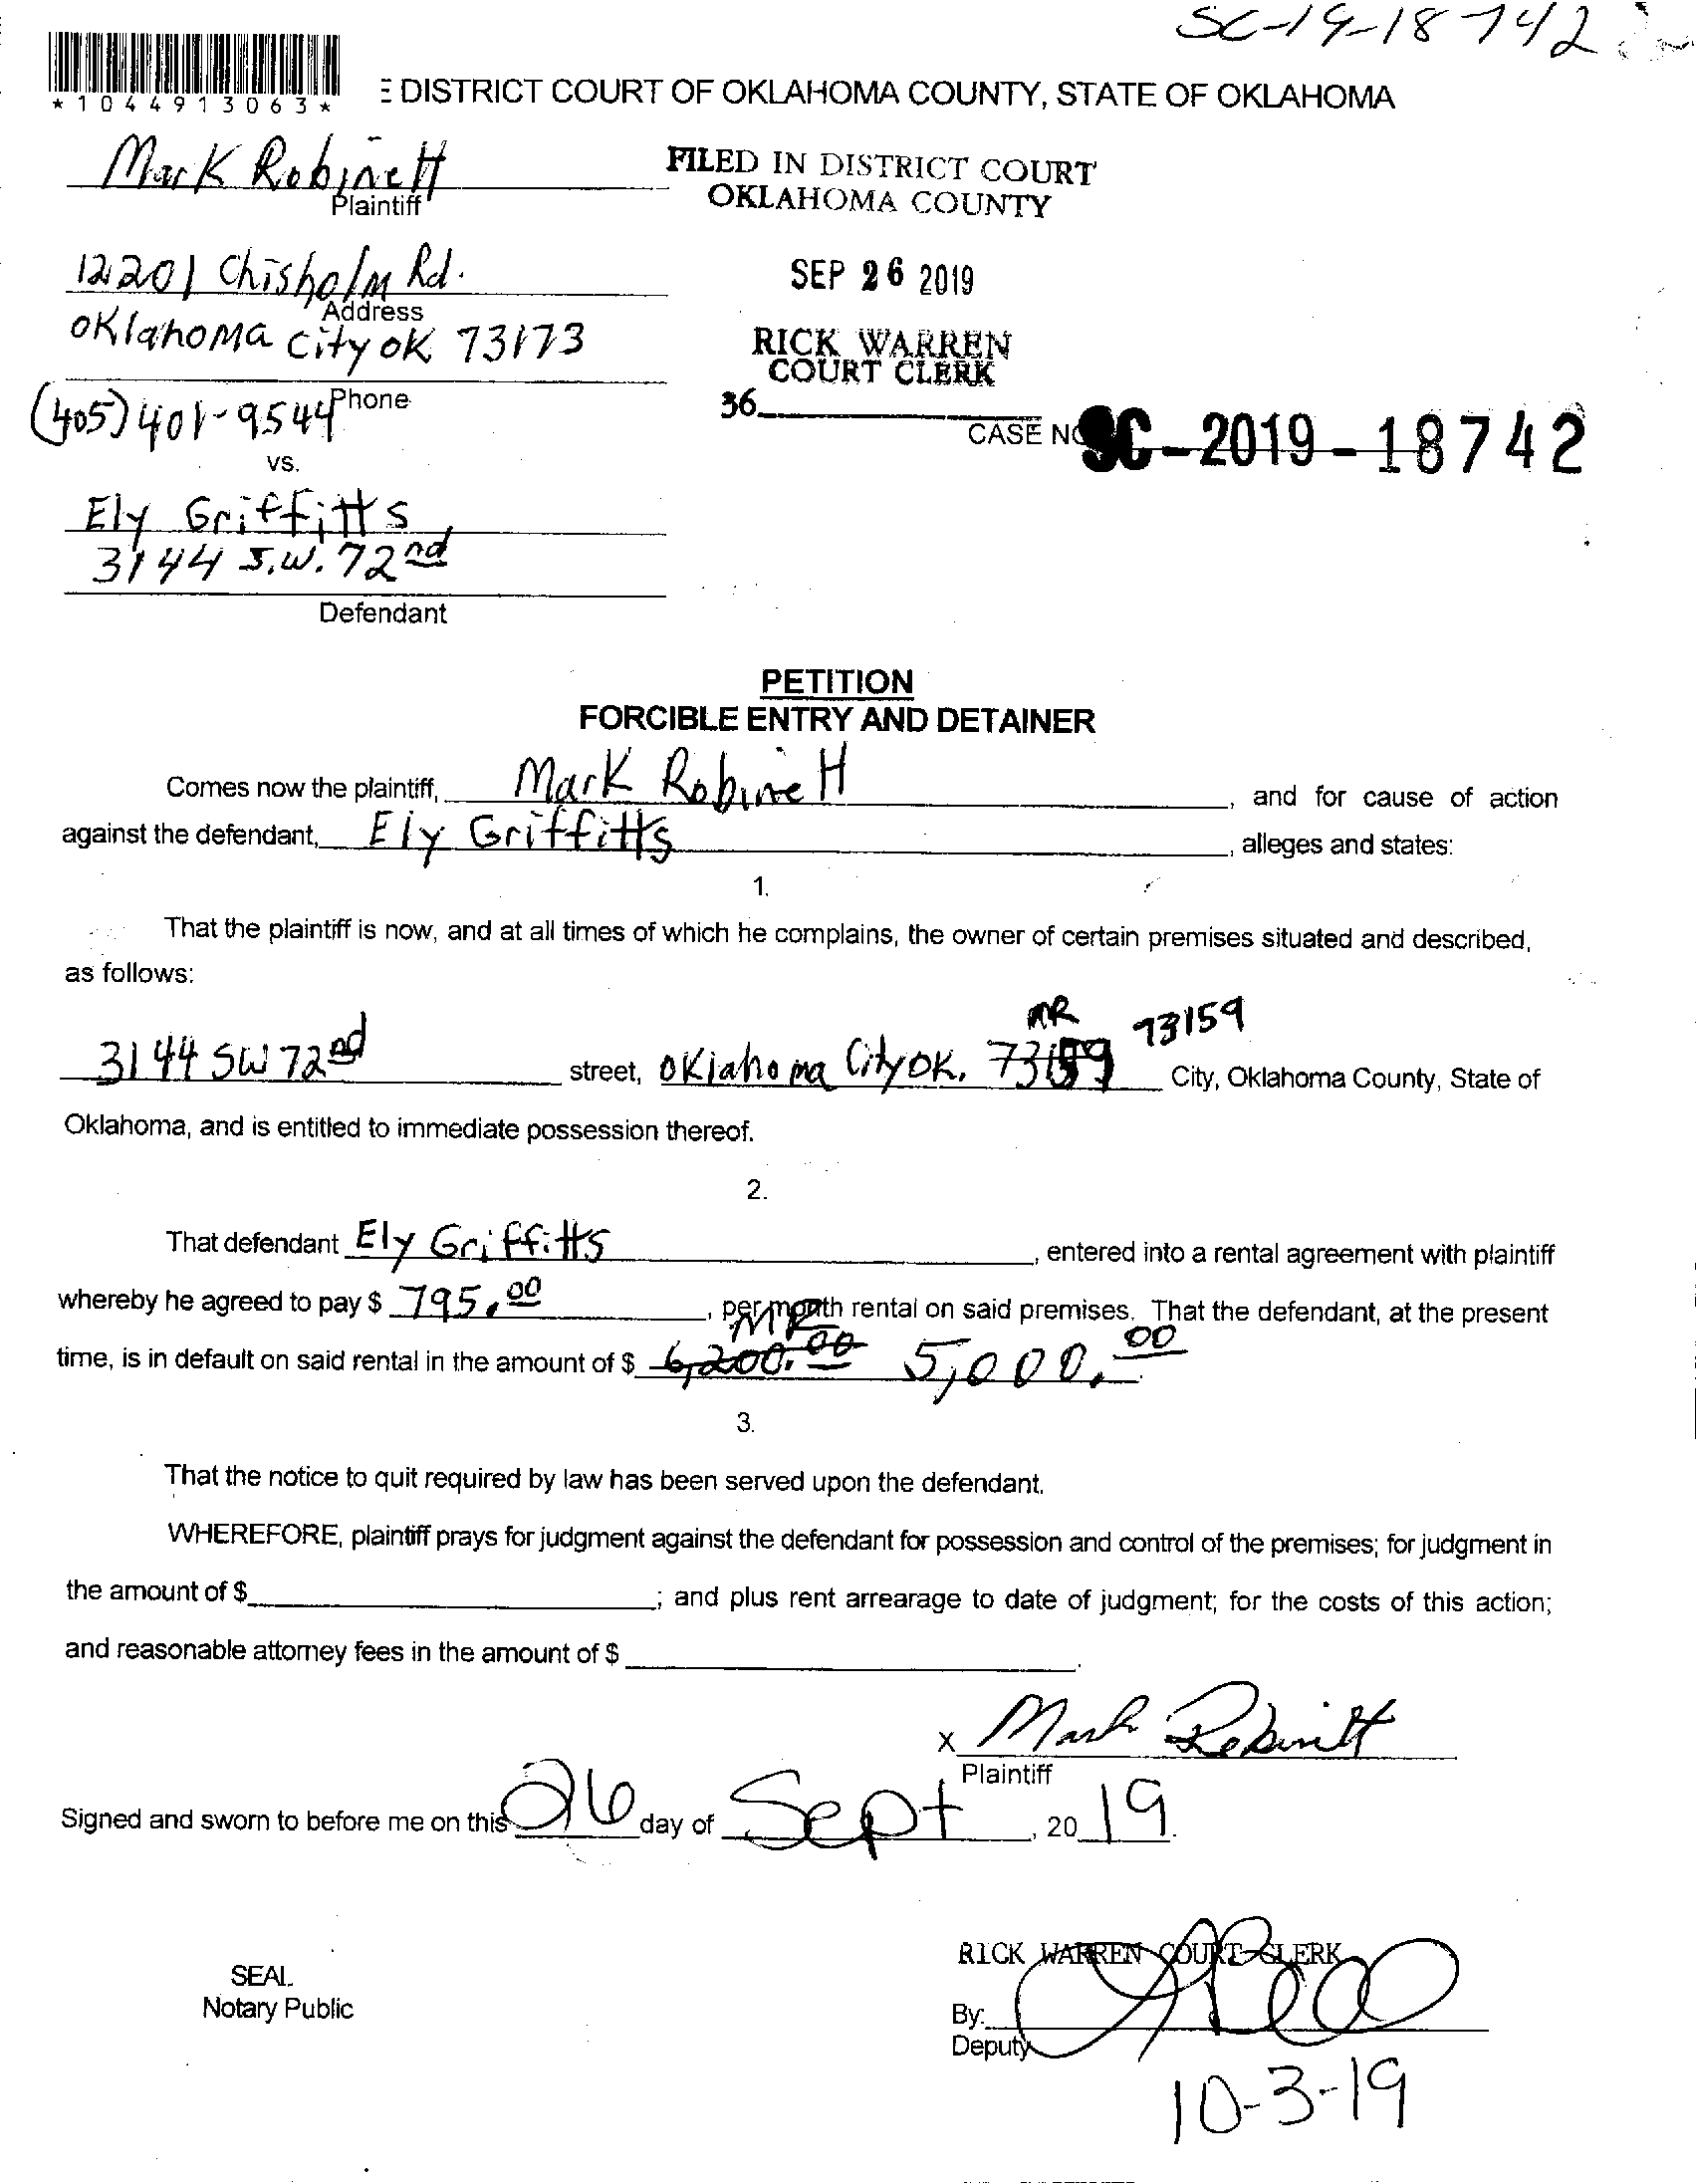 SC-19-18742
*1044913063*
E DISTRICT COURT OF OKLAHOMA COUNTY, STATE OF OKLAHOMA
Mark Robinett
Plaintiff
FILED IN DISTRICT COURT
OKLAHOMA COUNTY
12201 Chisholm Rd.
Address
SEP 26 2019
Oklahoma City OK 73173
RICK WARREN
COURT CLERK
Phone
(405) 401-9544
36
CASE NO SC-2019-18742
vs.
Ely Griffitts
3144 S.W. 72nd
Defendant
PETITION
FORCIBLE ENTRY AND DETAINER
Comes now the plaintiff, Mark Robinett, and for cause of action
against the defendant, Ely Griffitts, alleges and states:
1.
That the plaintiff is now, and at all times of which he complains, the owner of certain premises situated and described,
as follows:
MR 73159
3144 SW 72nd street, Oklahoma City OK. 73159 City, Oklahoma County, State of
Oklahoma, and is entitled to immediate possession thereof.
2.
That defendant Ely Griffitts, entered into a rental agreement with plaintiff
whereby he agreed to pay $ 795.00, per month rental on said premises. That the defendant, at the present
MR
time, is in default on said rental in the amount of $ 6,200.00 5,000.00
3.
That the notice to quit required by law has been served upon the defendant.
WHEREFORE, plaintiff prays for judgment against the defendant for possession and control of the premises; for judgment in
the amount of $ ; and plus rent arrearage to date of judgment; for the costs of this action;
and reasonable attorney fees in the amount of $ .
x Mark Robinett
Plaintiff
Signed and sworn to before me on this 26 day of Sept, 20 19.
RICK WARREN COURT CLERK
SEAL
Notary Public
By:
Deputy
10-3-19